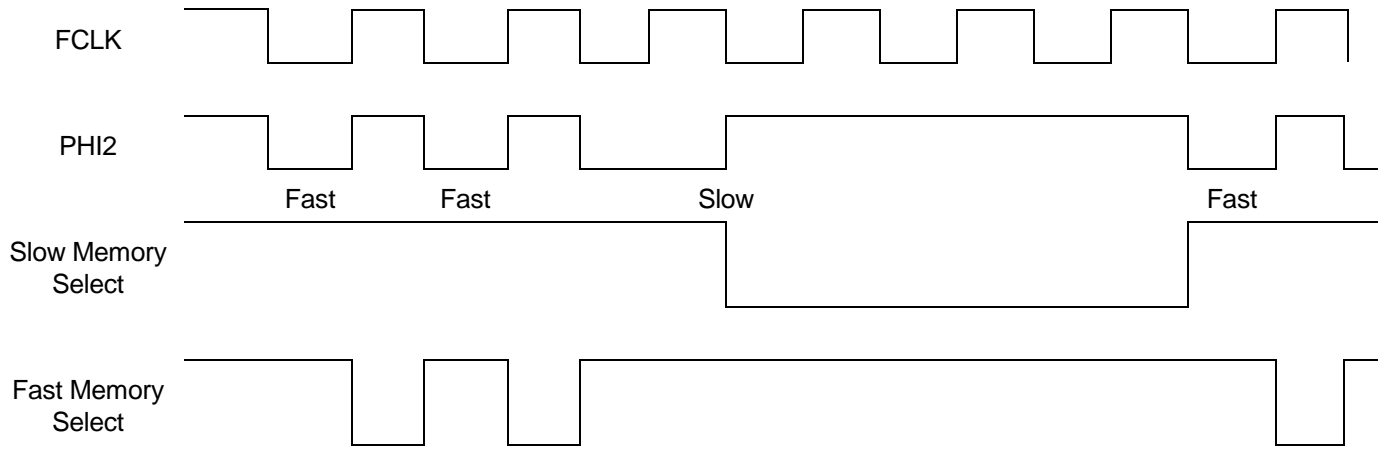 FCLK
PHI2
Fast Fast Slow Fast
Slow Memory
Select
Fast Memory
Select